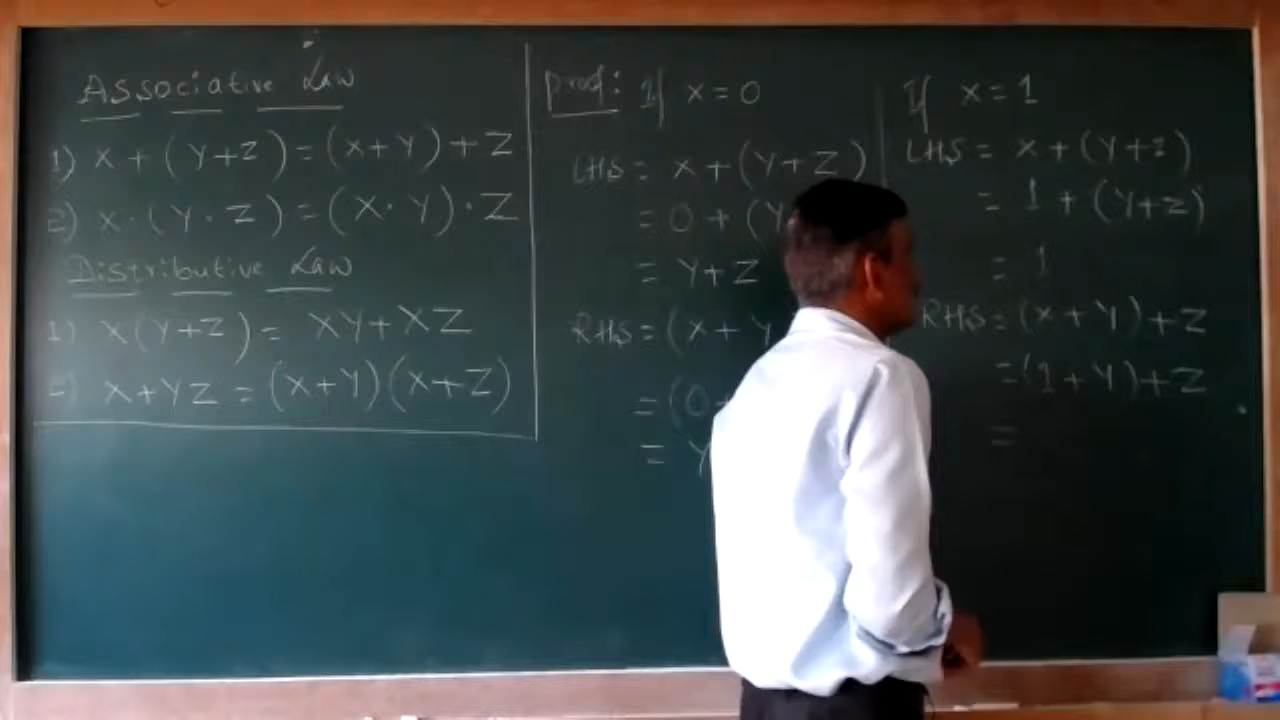 Associative Law
1) X + (Y+Z) = (X+Y)+Z
2) X·(Y·Z) = (X·Y)·Z
Distributive Law
1) X(Y+Z) = XY+XZ
2) X+YZ = (X+Y)(X+Z)
Proof: If X=0
LHS = X+(Y+Z)
= 0+(Y
= Y+Z
RHS = (X+Y
= (0+
= Y
If X=1
LHS = X+(Y+Z)
= 1+(Y+Z)
= 1
RHS = (X+Y)+Z
=(1+Y)+Z
=